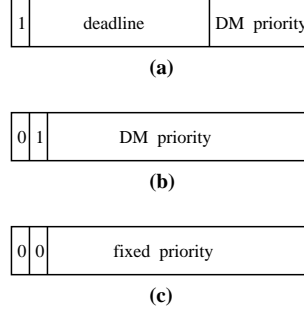 1 deadline DM priority
(a)
0 1 DM priority
(b)
0 0 fixed priority
(c)